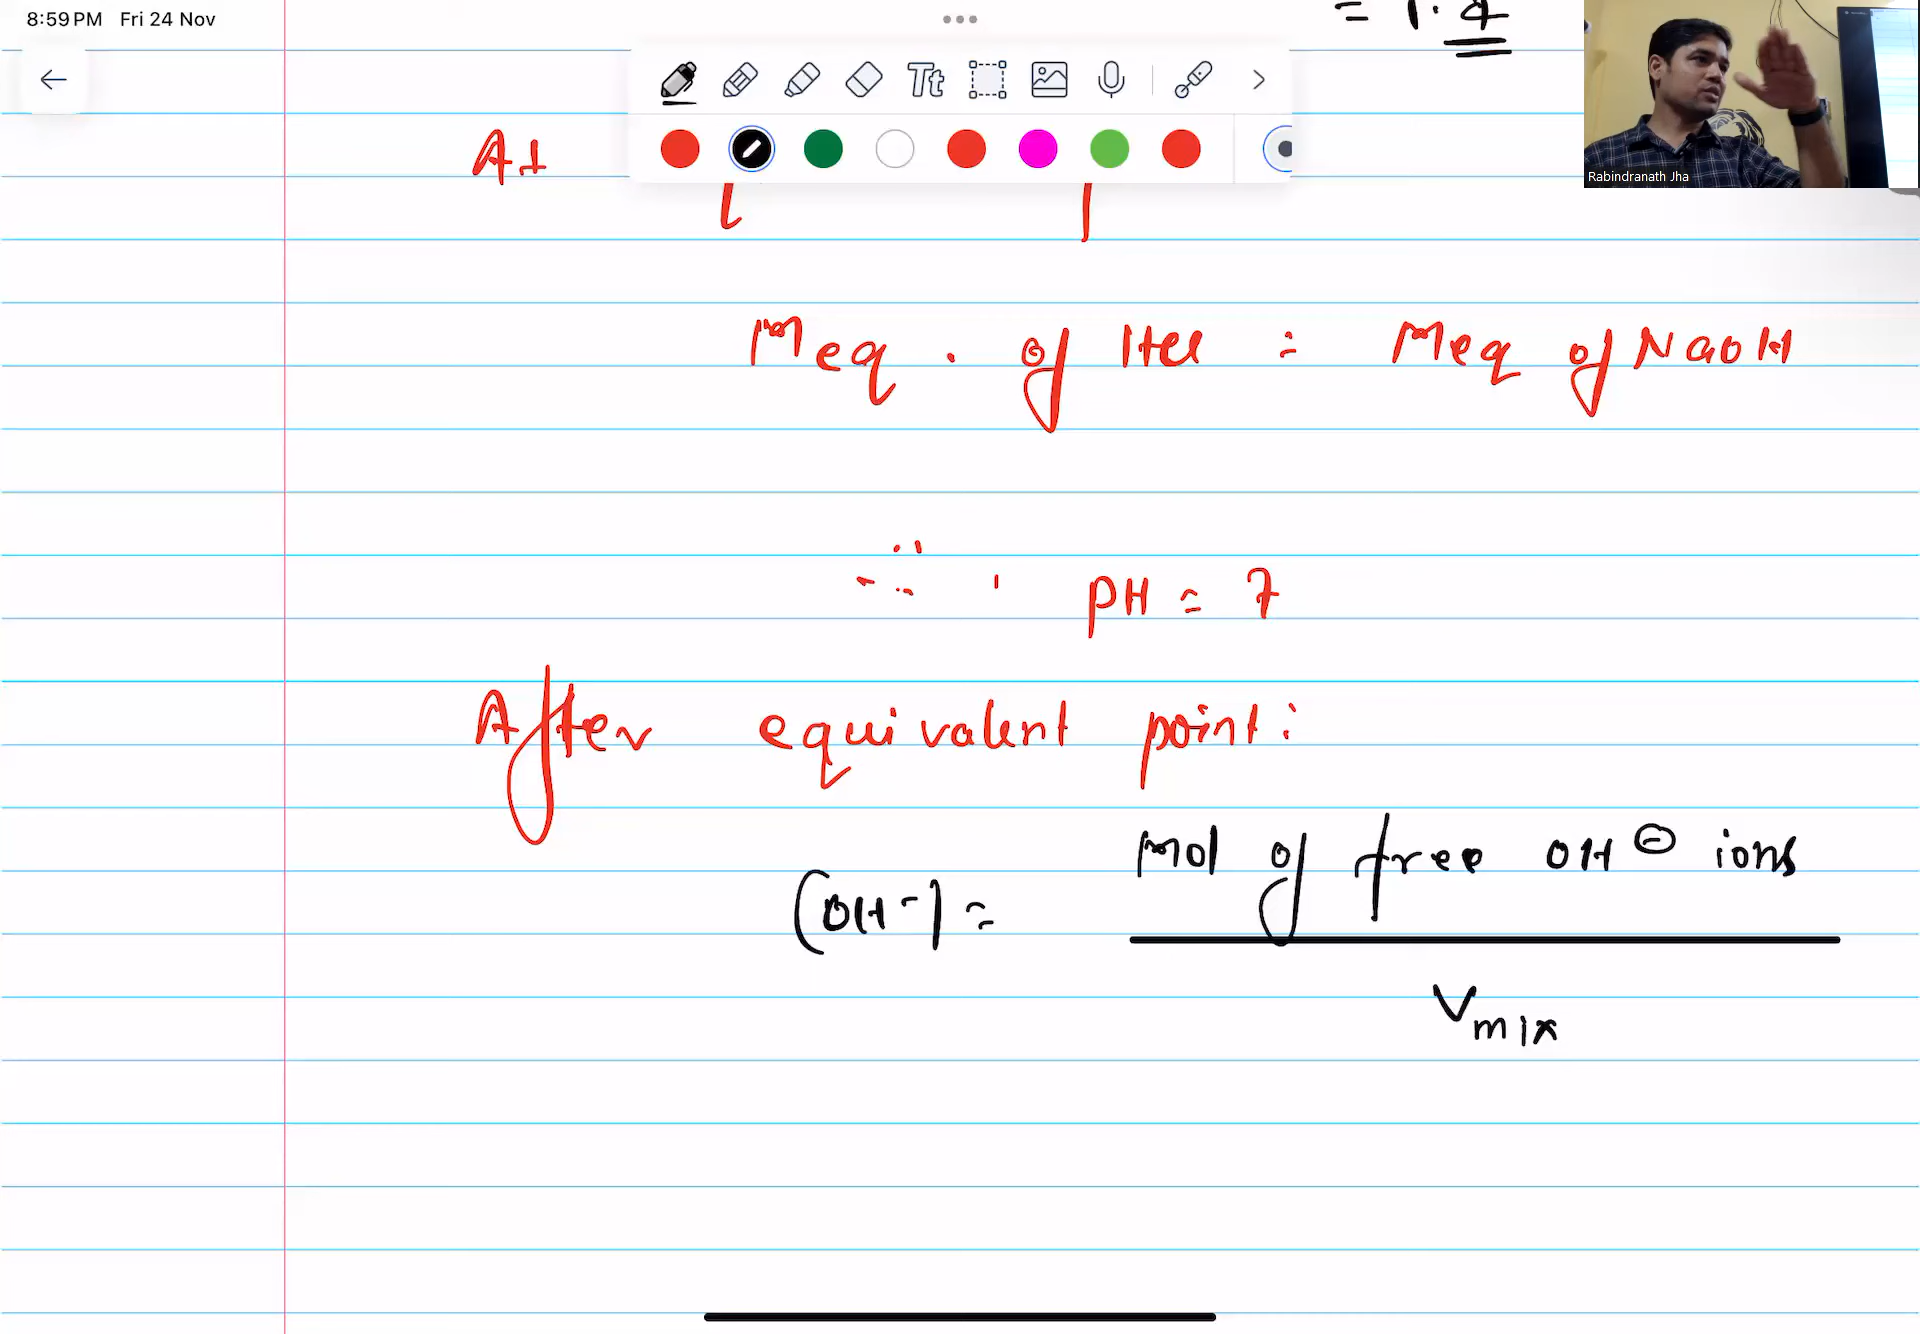 8:59 PM Fri 24 Nov
= 1.4
Tt
Rabindranath Jha
At
Meq. of HCl = Meq of NaOH
∴ pH = 7
After equivalent point:
mol of free OH⊖ ions
(OH-) =
Vmix